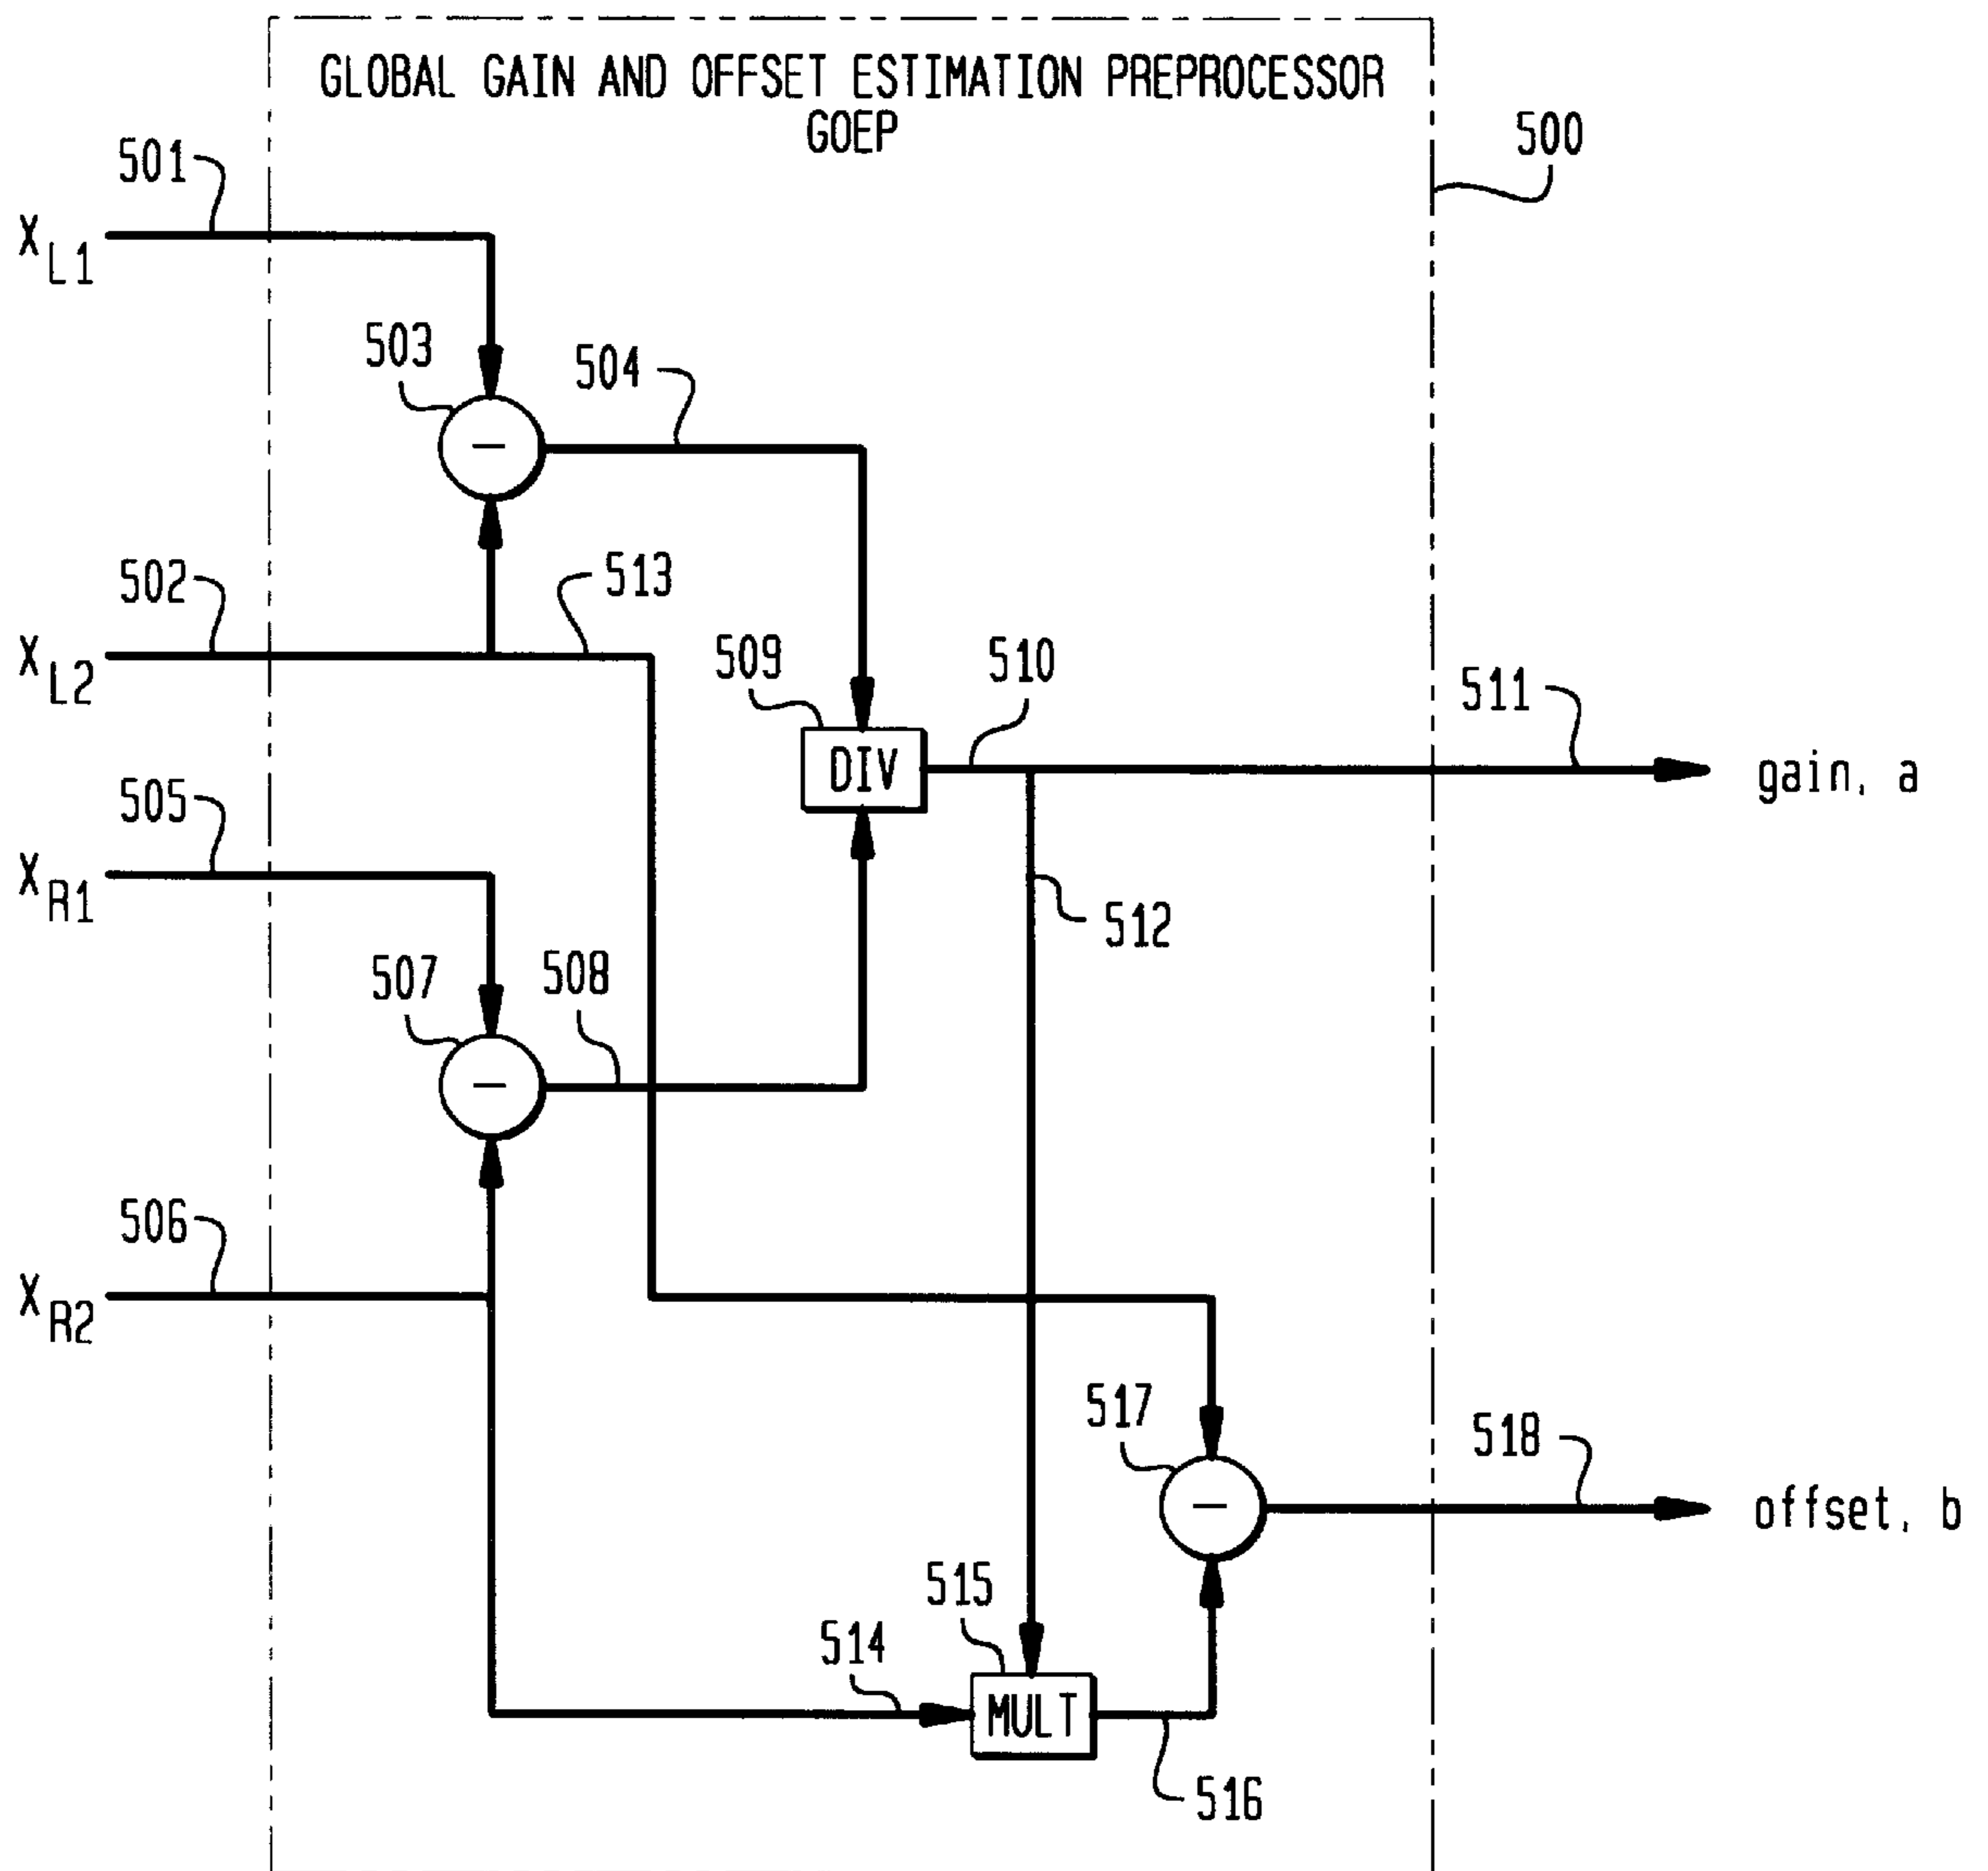 GLOBAL GAIN AND OFFSET ESTIMATION PREPROCESSOR
GOEP
500
501
X L1
503
504
502
513
X L2
509
510
511
DIV
gain, a
505
X R1
512
507
508
506
X R2
517
518
offset, b
515
514
MULT
516